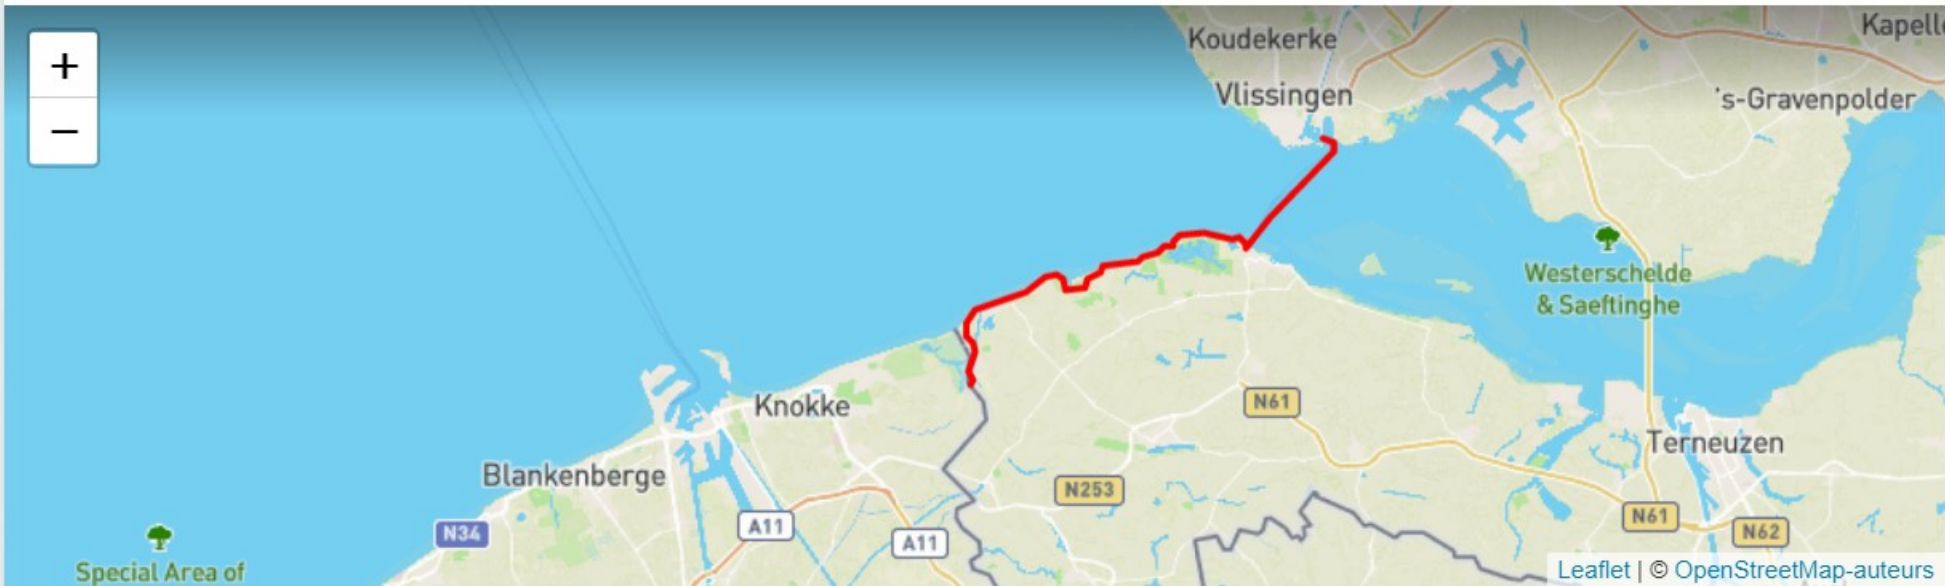 +
−
Koudekerke
Kapell
Vlissingen
's-Gravenpolder
Westerschelde
& Saeftinghe
Knokke
N61
Terneuzen
Blankenberge
N253
N34
A11
A11
N61
N62
Special Area of
Leaflet | © OpenStreetMap-auteurs